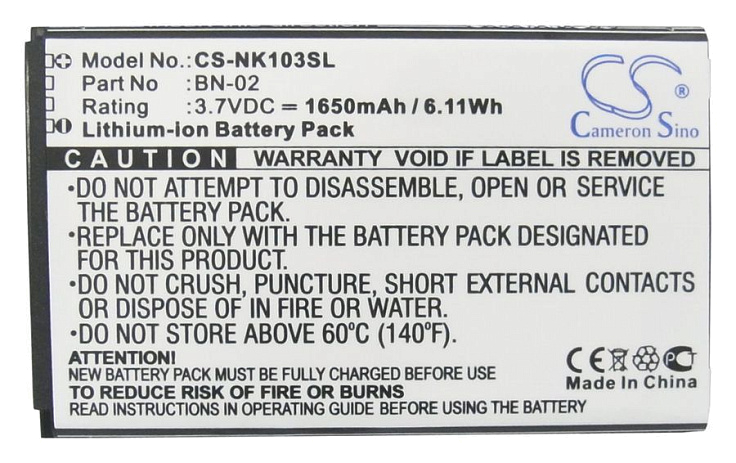 Model No.: CS-NK103SL
Part No. : BN-02
Rating : 3.7VDC ⎓ 1650mAh / 6.11Wh
Lithium-ion Battery Pack
CS ®
Cameron Sino
CAUTION WARRANTY VOID IF LABEL IS REMOVED
•DO NOT ATTEMPT TO DISASSEMBLE, OPEN OR SERVICE
THE BATTERY PACK.
•REPLACE ONLY WITH THE BATTERY PACK DESIGNATED
FOR THIS PRODUCT.
•DO NOT CRUSH, PUNCTURE, SHORT EXTERNAL CONTACTS
OR DISPOSE OF IN FIRE OR WATER.
•DO NOT STORE ABOVE 60℃ (140℉).
ATTENTION!
NEW BATTERY PACK MUST BE FULLY CHARGED BEFORE USE
TO REDUCE RISK OF FIRE OR BURNS
READ INSTRUCTIONS IN OPERATING GUIDE BEFORE BEFORE USING
CE PCT
Made In China